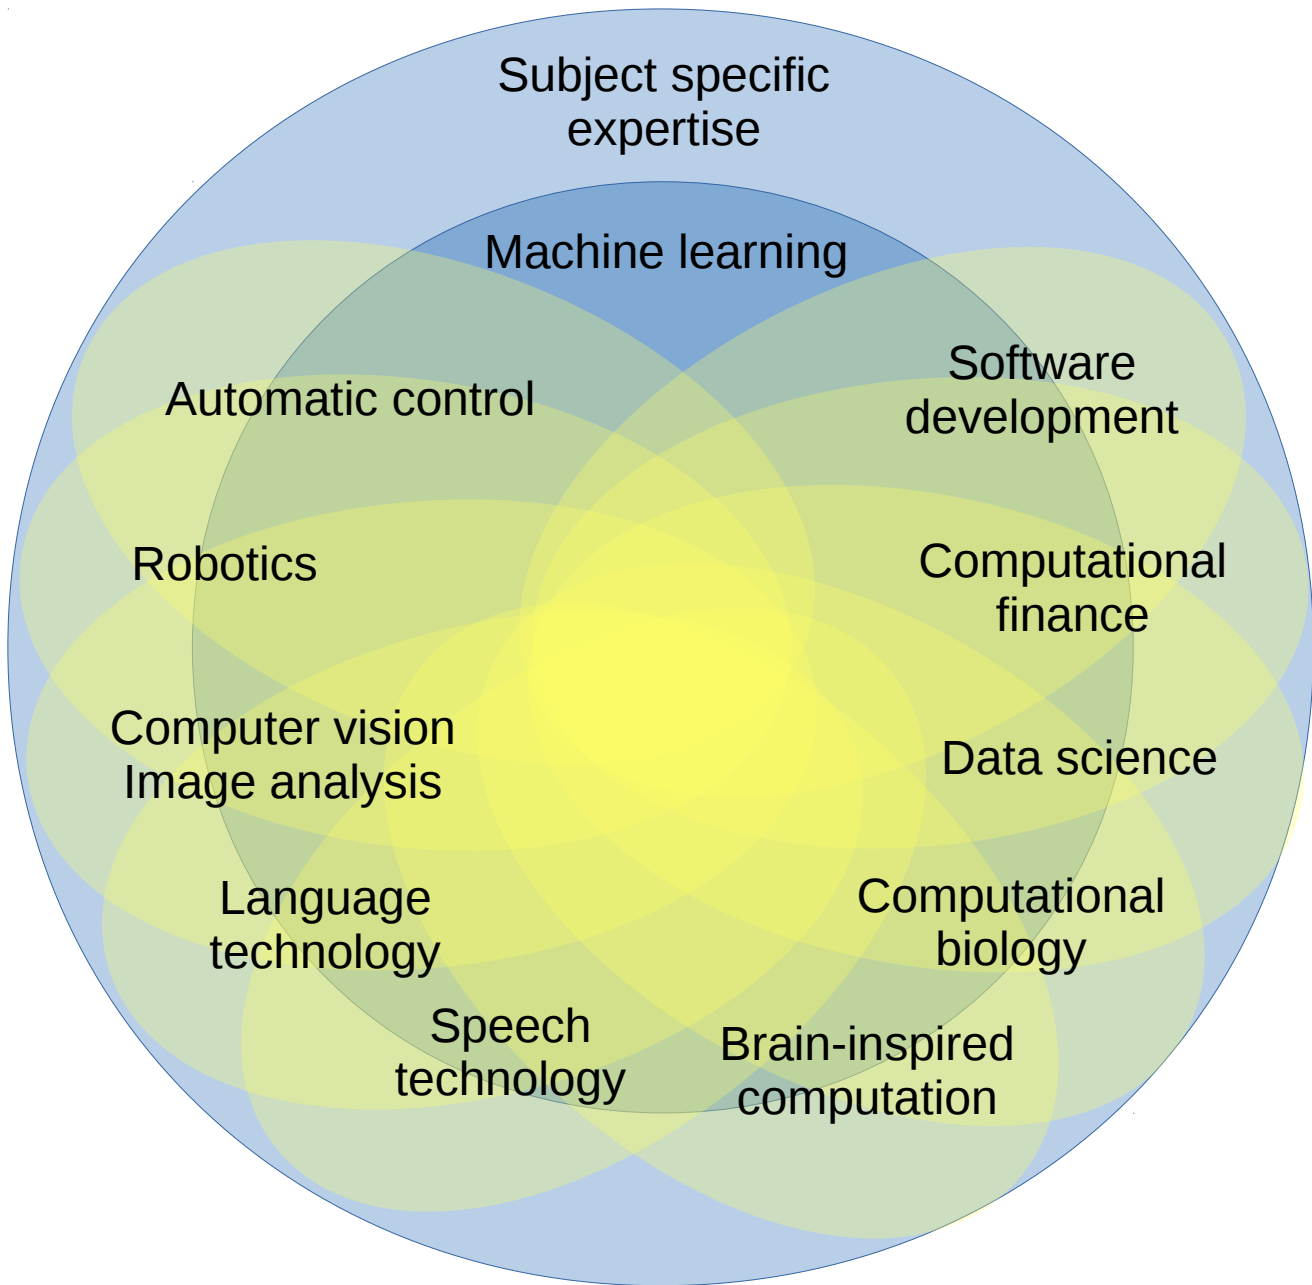 Subject specific
expertise
Machine learning
Automatic control
Software
development
Robotics
Computational
finance
Computer vision
Image analysis
Data science
Language
technology
Computational
biology
Speech
technology
Brain-inspired
computation